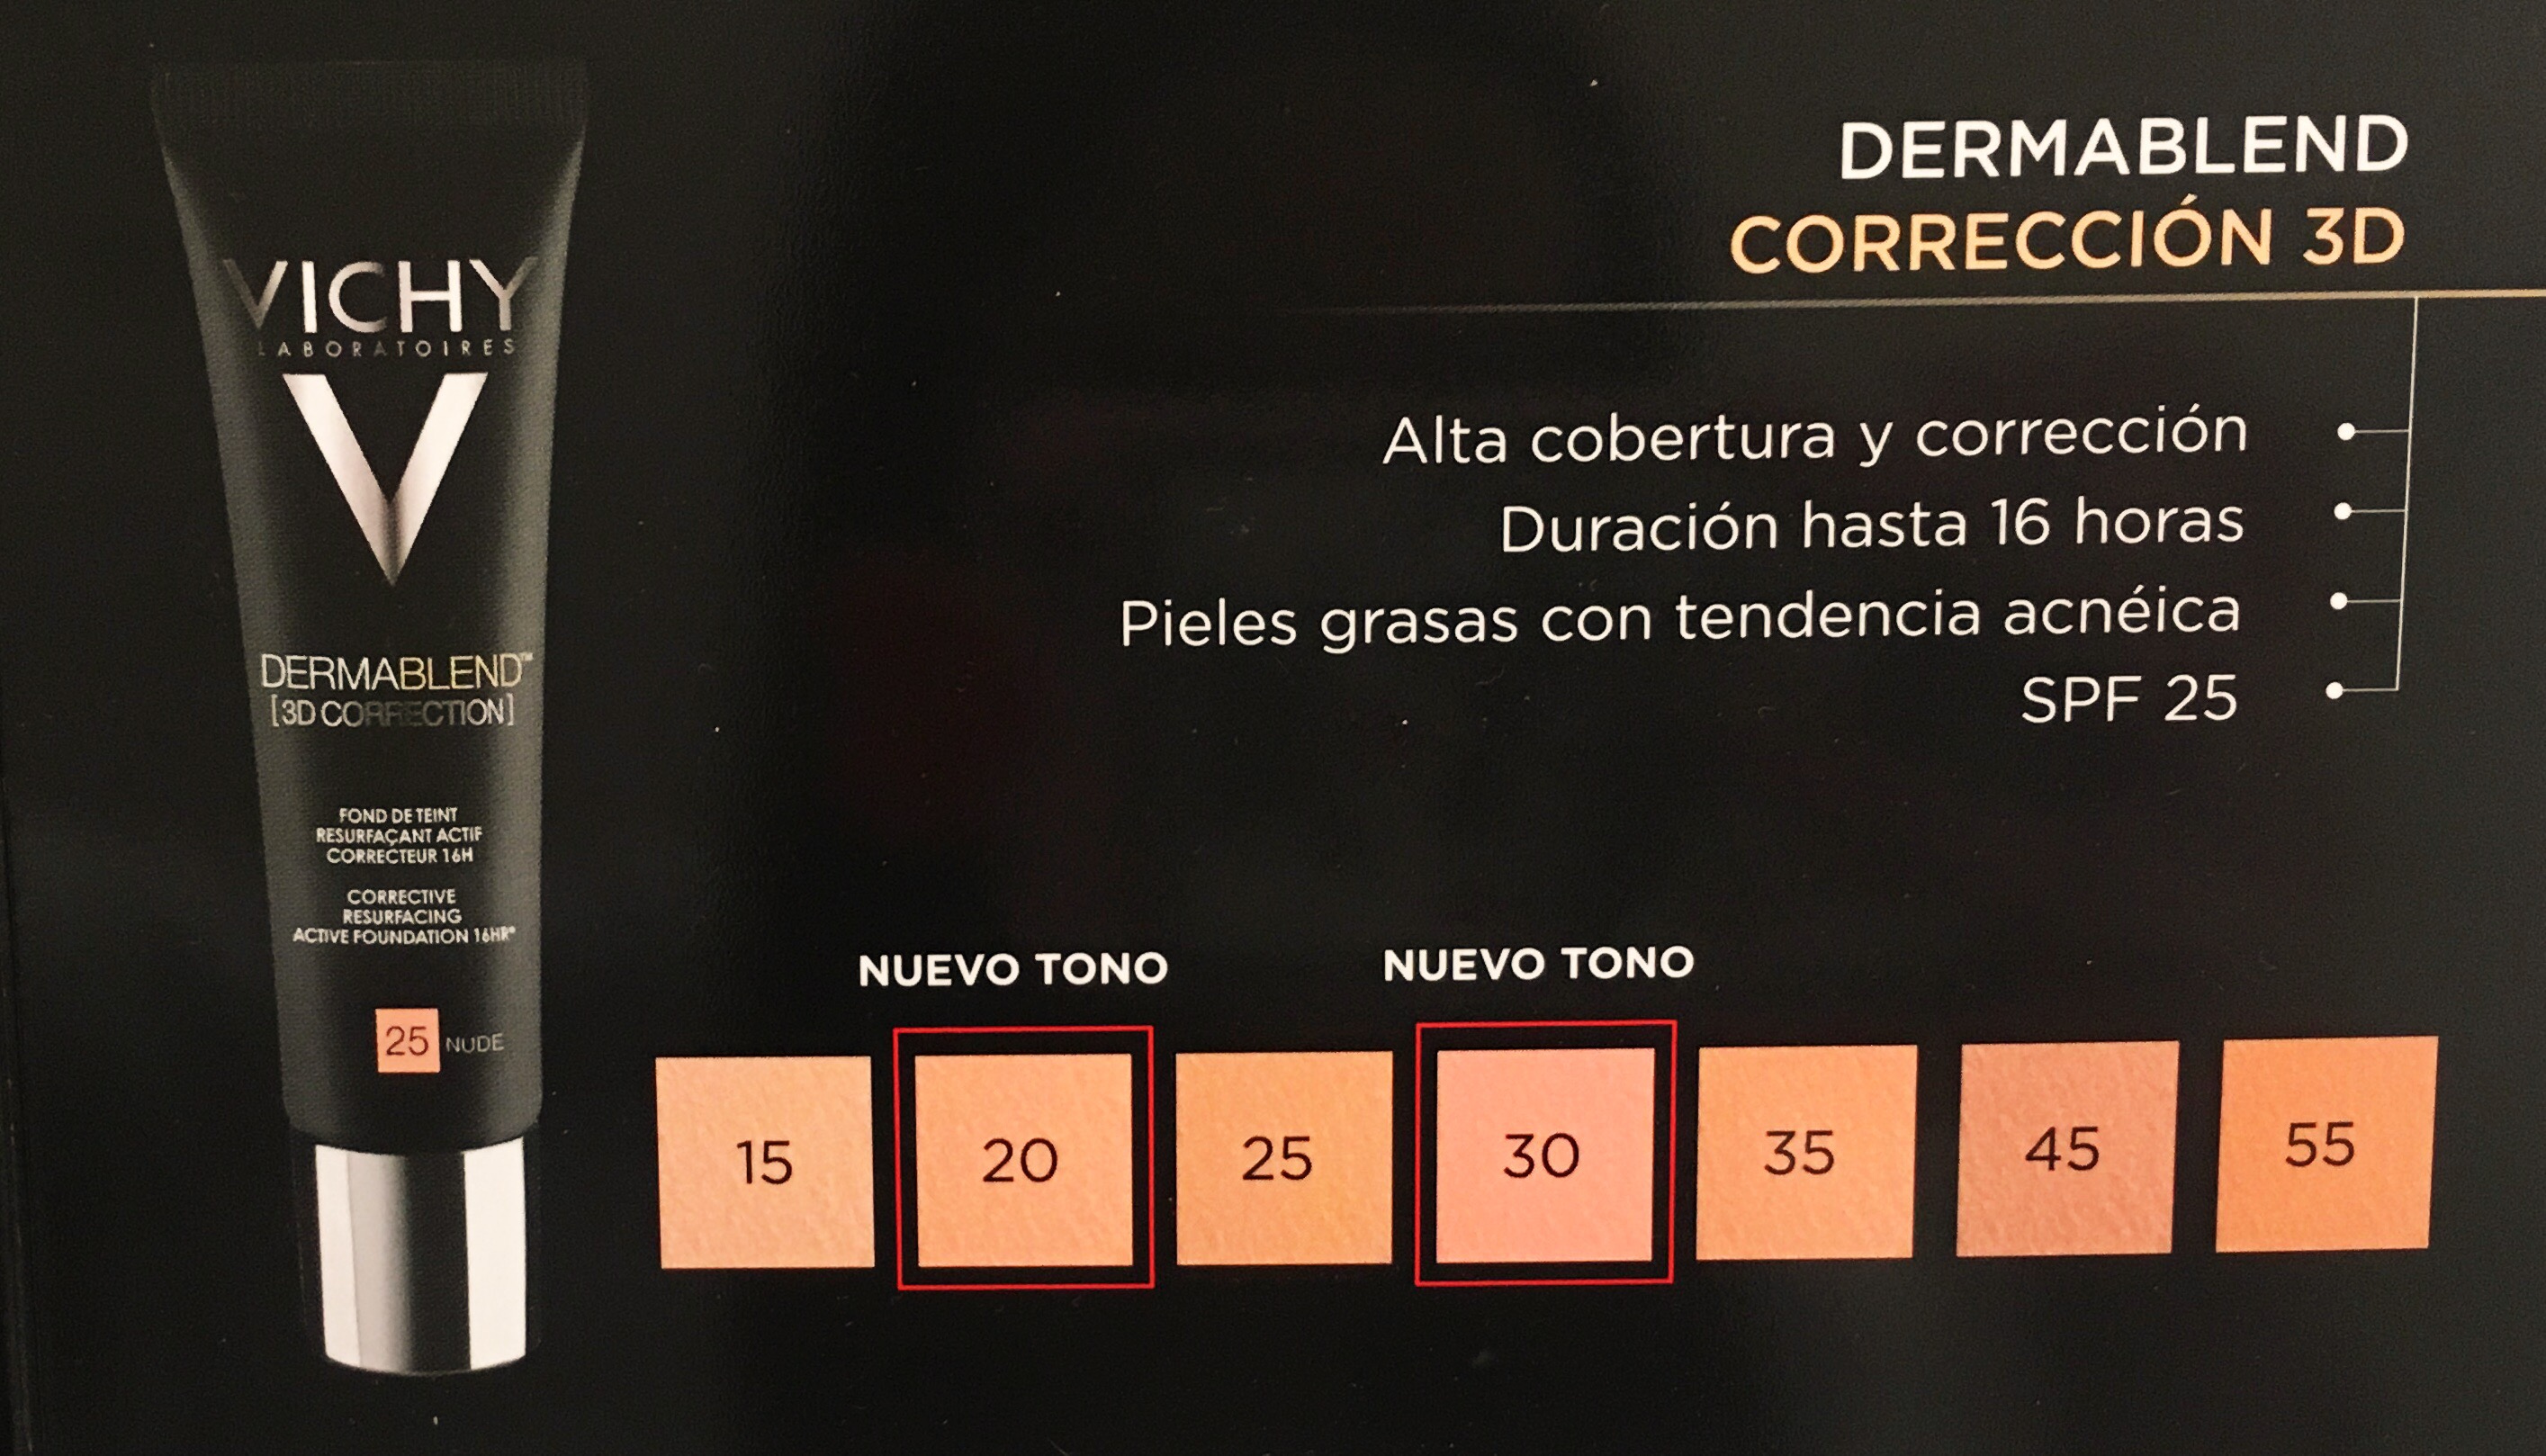 VICHY
LABORATOIRES
V
DERMABLEND™
[3D CORRECTION]
FOND DE TEINT
RESURFAÇANT ACTIF
CORRECTEUR 16H
CORRECTIVE
RESURFACING
ACTIVE FOUNDATION 16HR*
25 NUDE
DERMABLEND
CORRECCIÓN 3D
Alta cobertura y corrección
Duración hasta 16 horas
Pieles grasas con tendencia acnéica
SPF 25
NUEVO TONO NUEVO TONO
15 20 25 30 35 45 55